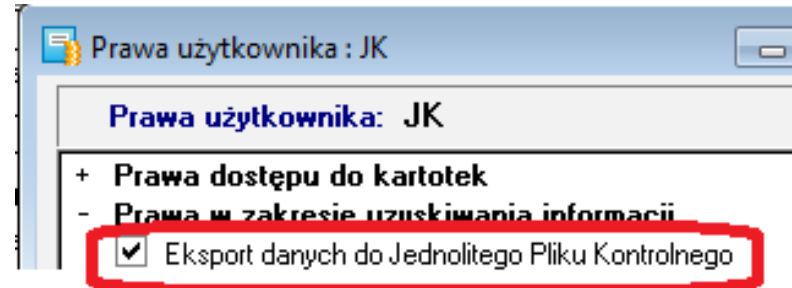 Prawa użytkownika : JK
Prawa użytkownika: JK
+ Prawa dostępu do kartotek
- Prawa w zakresie uzyskiwania informacji
Eksport danych do Jednolitego Pliku Kontrolnego